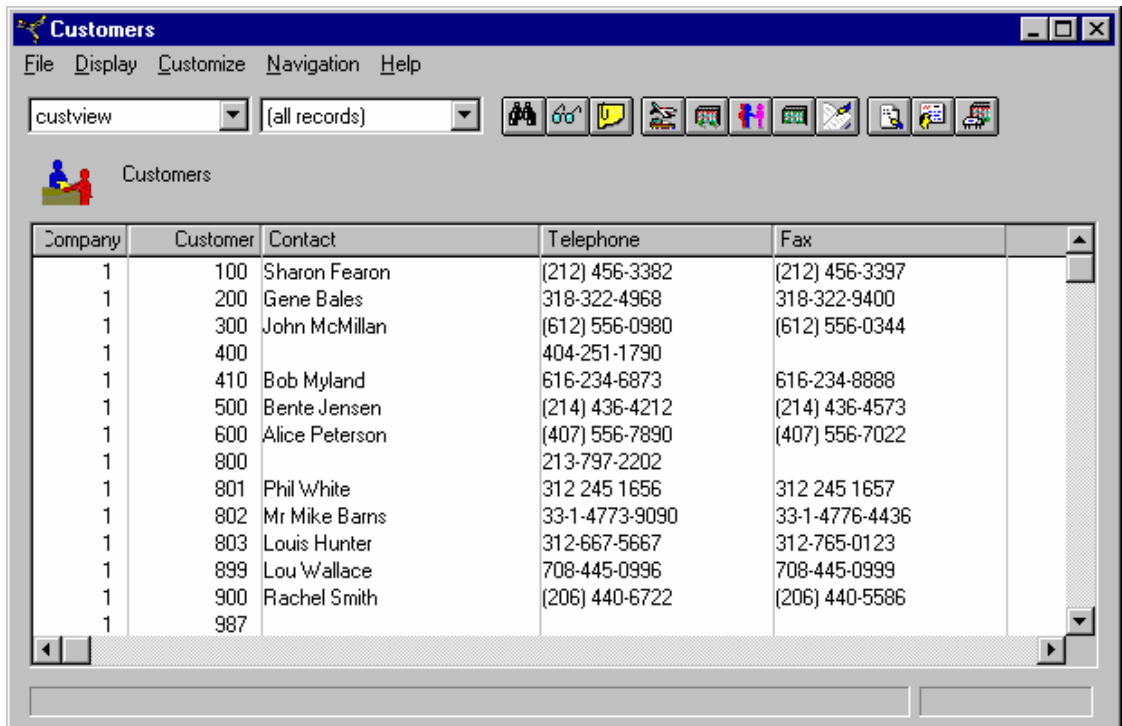 Customers
File Display Customize Navigation Help
custview (all records)
Customers
Company Customer Contact Telephone Fax
1 100 Sharon Fearon (212) 456-3382 (212) 456-3397
1 200 Gene Bales 318-322-4968 318-322-9400
1 300 John McMillan (612) 556-0980 (612) 556-0344
1 400 404-251-1790
1 410 Bob Myland 616-234-6873 616-234-8888
1 500 Bente Jensen (214) 436-4212 (214) 436-4573
1 600 Alice Peterson (407) 556-7890 (407) 556-7022
1 800 213-797-2202
1 801 Phil White 312 245 1656 312 245 1657
1 802 Mr Mike Barns 33-1-4773-9090 33-1-4776-4436
1 803 Louis Hunter 312-667-5667 312-765-0123
1 899 Lou Wallace 708-445-0996 708-445-0999
1 900 Rachel Smith (206) 440-6722 (206) 440-5586
1 987